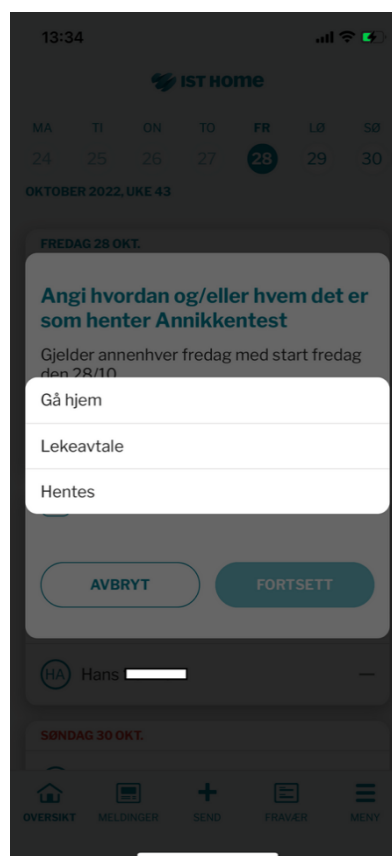 13:34
IST Home
MA TI ON TO FR LØ SØ
24 25 26 27 28 29 30
OKTOBER 2022, UKE 43
FREDAG 28 OKT.
Angi hvordan og/eller hvem det er
som henter Annikkentest
Gjelder annenhver fredag med start fredag
den 28/10
Gå hjem
Lekeavtale
Hentes
AVBRYT FORTSETT
HA Hans
SØNDAG 30 OKT.
OVERSIKT MELDINGER SEND FRAVÆR MENY